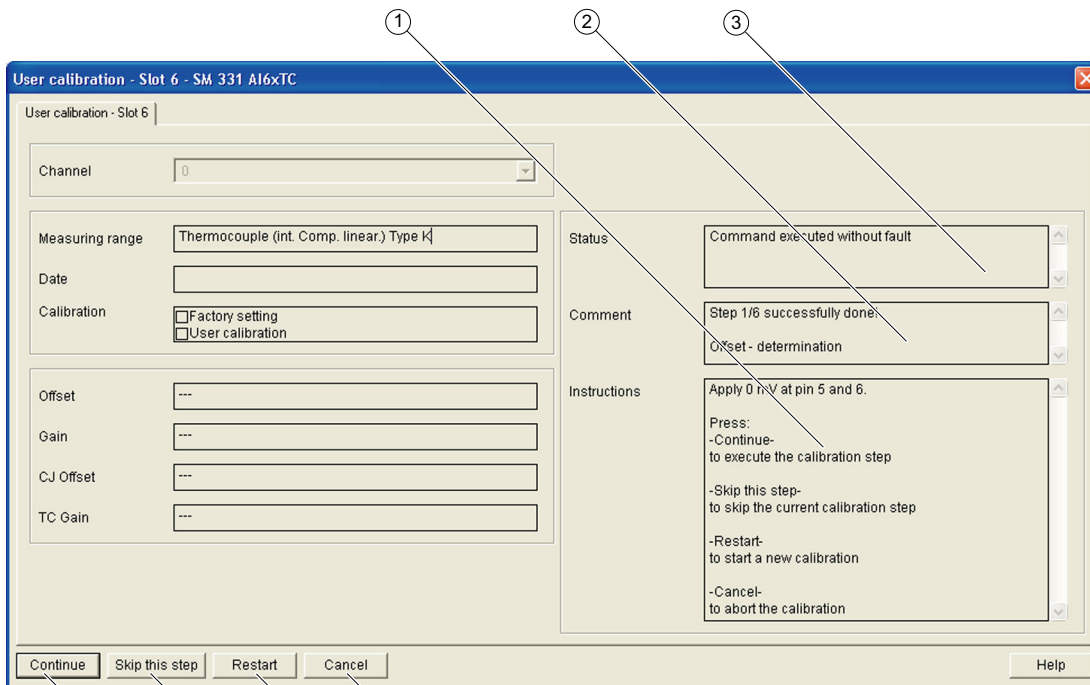 1 2 3
User calibration - Slot 6 - SM 331 AI6xTC
User calibration - Slot 6
Channel
0
Measuring range
Thermocouple (int. Comp. linear.) Type K
Date
Calibration
Factory setting
User calibration
Offset
---
Gain
---
CJ Offset
---
TC Gain
---
Status
Command executed without fault
Comment
Step 1/6 successfully done!
Offset - determination
Instructions
Apply 0 mV at pin 5 and 6.
Press:
-Continue-
to execute the calibration step
-Skip this step-
to skip the current calibration step
-Restart-
to start a new calibration
-Cancel-
to abort the calibration
Continue
Skip this step
Restart
Cancel
Help